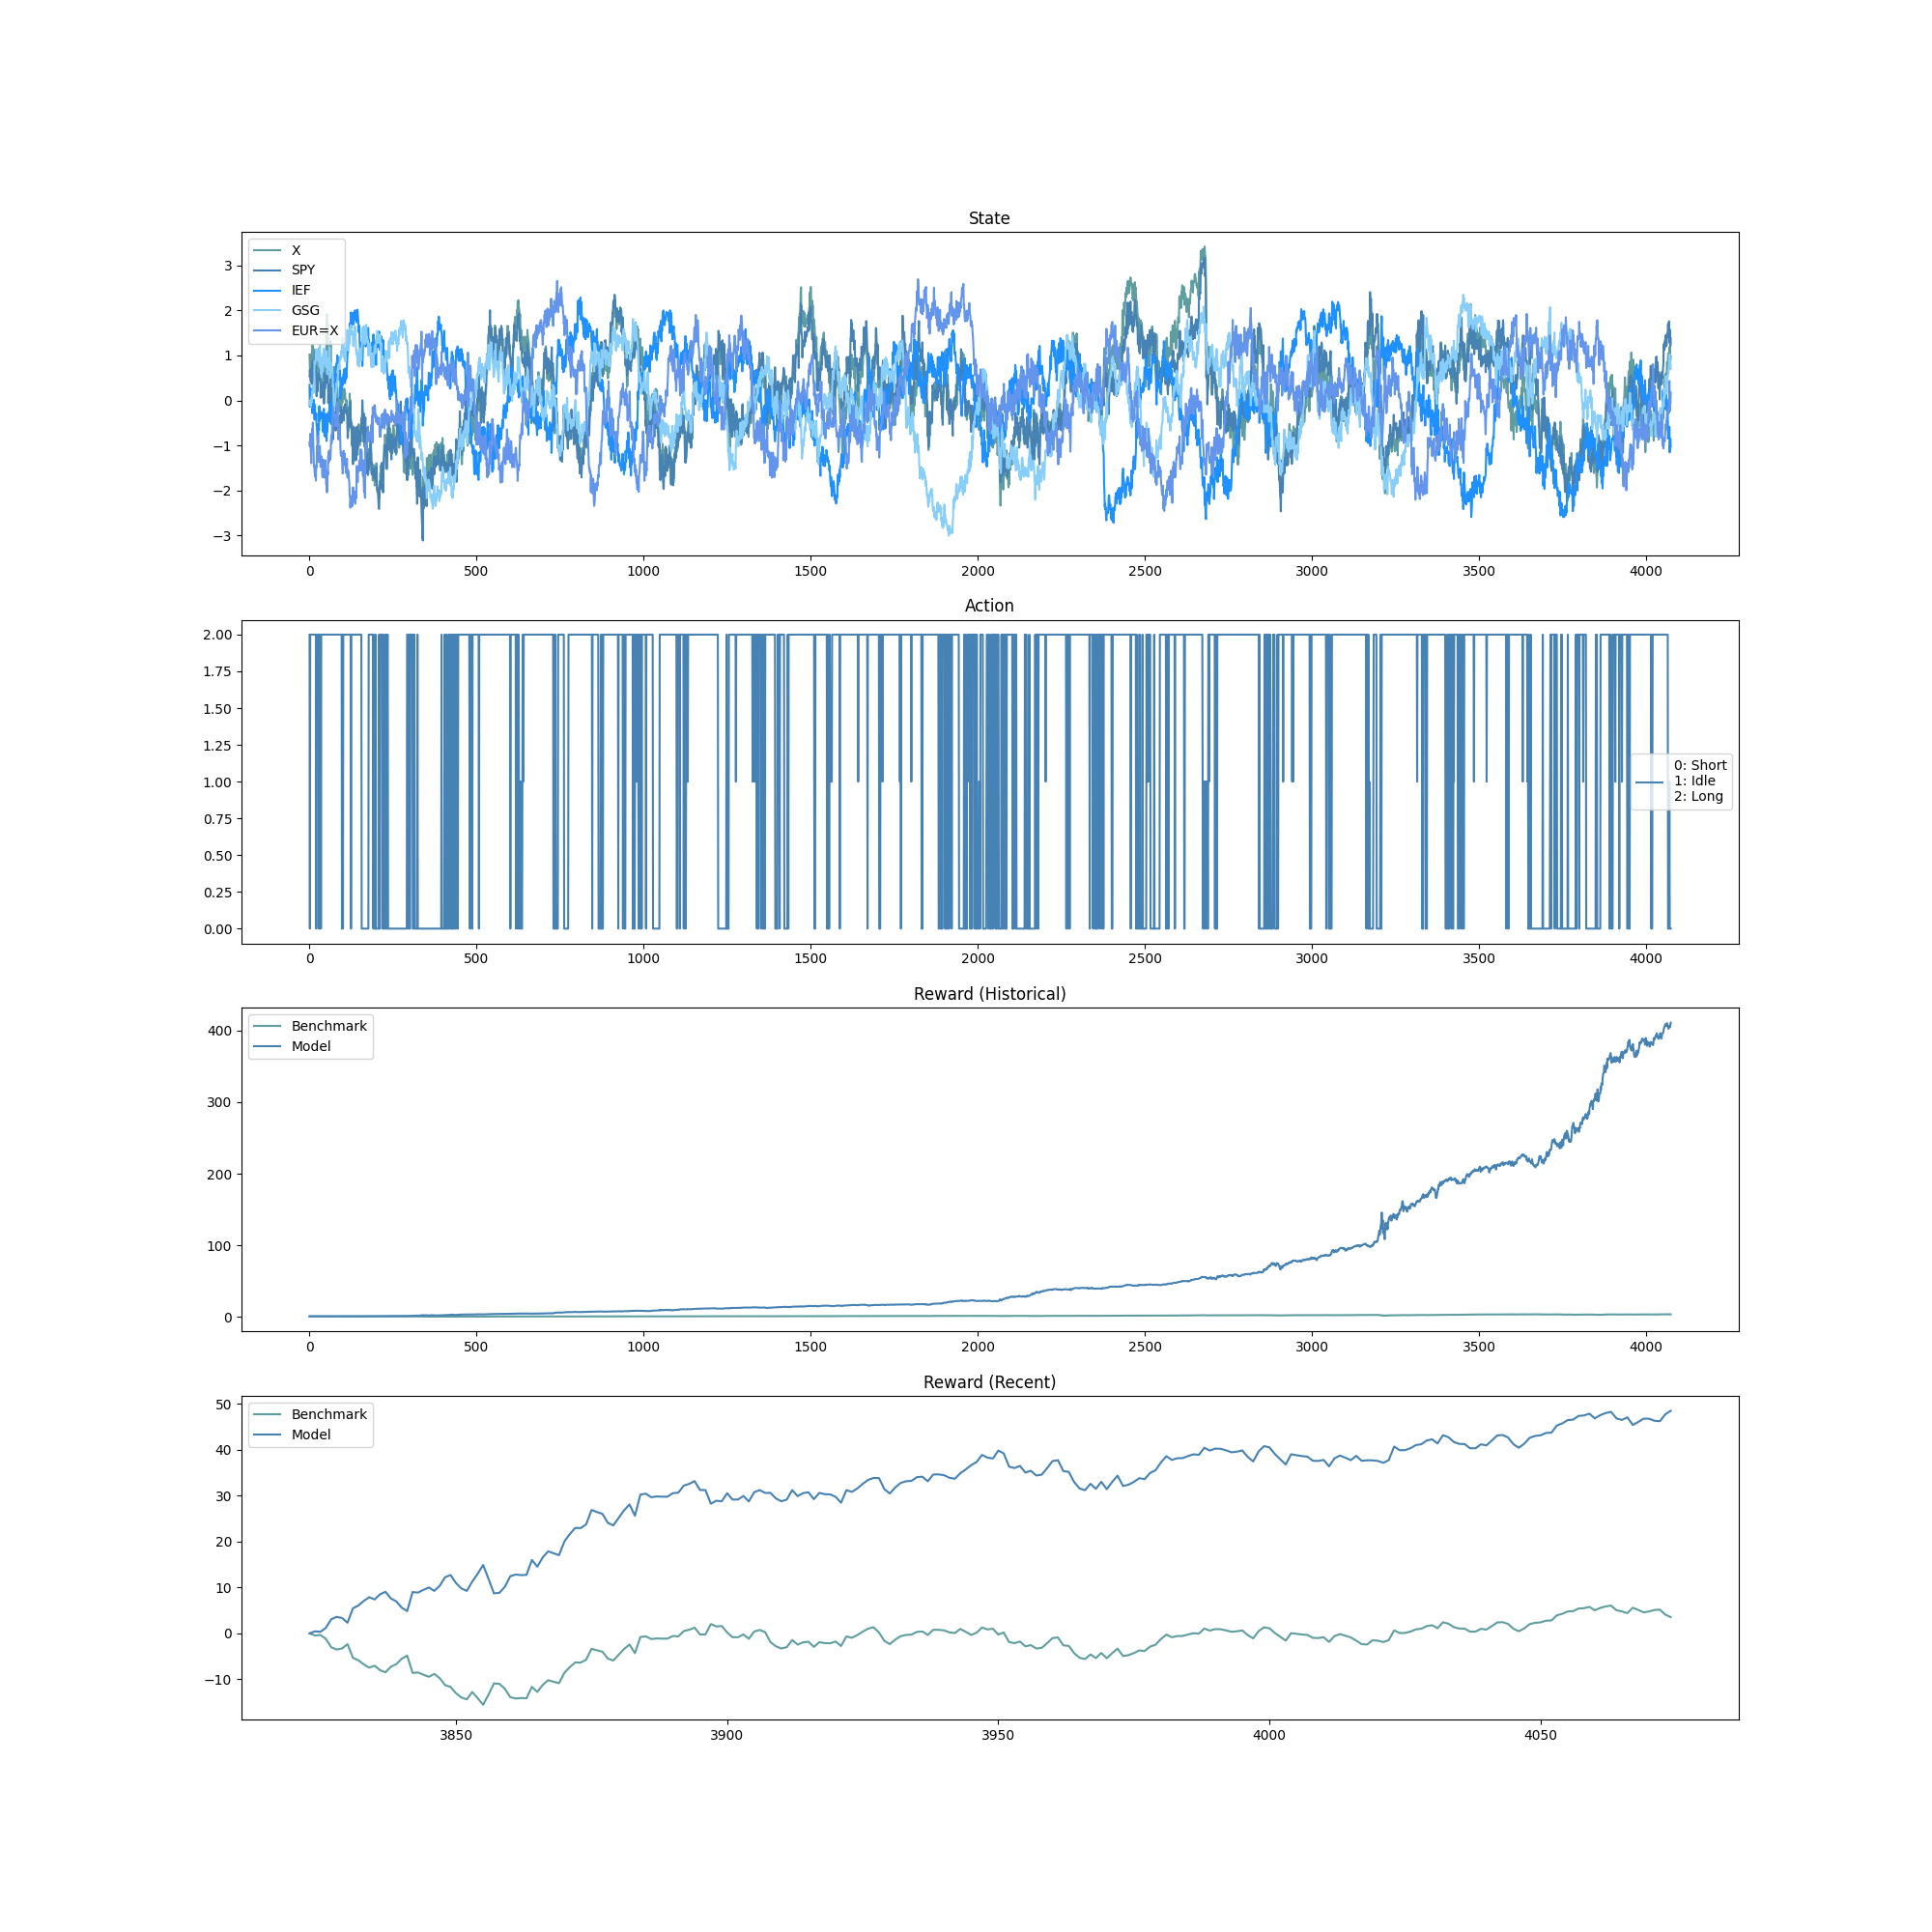 State
X
SPY
IEF
GSG
EUR=X
3
2
1
0
−1
−2
−3
0 500 1000 1500 2000 2500 3000 3500 4000
Action
2.00
1.75
1.50
1.25
1.00
0.75
0.50
0.25
0.00
0: Short
1: Idle
2: Long
0 500 1000 1500 2000 2500 3000 3500 4000
Reward (Historical)
Benchmark
Model
400
300
200
100
0
0 500 1000 1500 2000 2500 3000 3500 4000
Reward (Recent)
Benchmark
Model
50
40
30
20
10
0
−10
3850 3900 3950 4000 4050